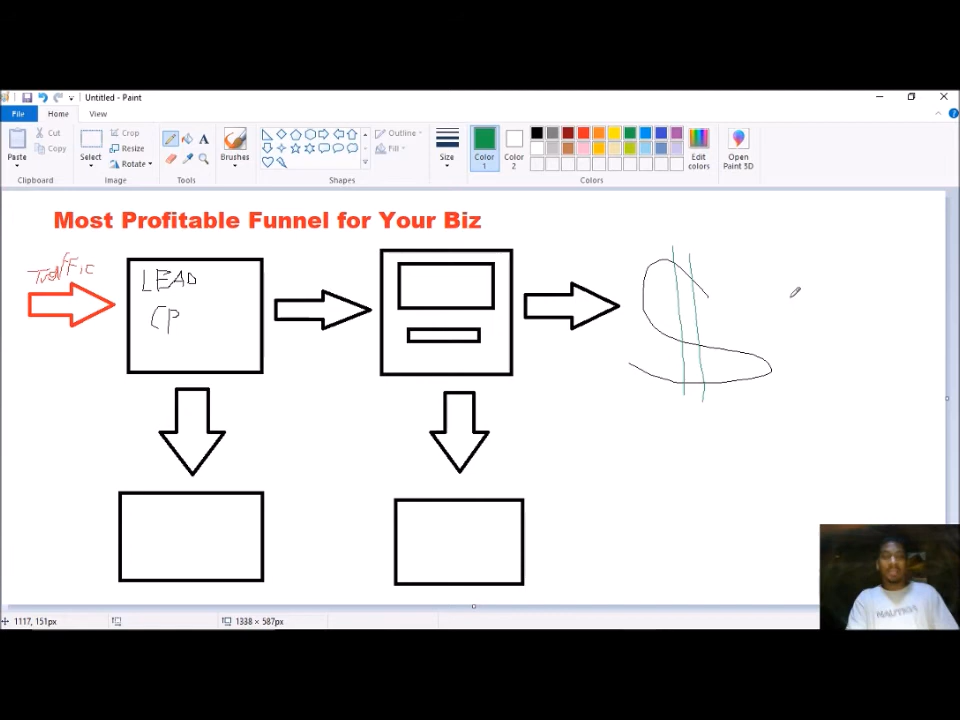 Untitled - Paint
File
Home
View
Paste
Cut
Copy
Clipboard
Select
Crop
Resize
Rotate
Image
Tools
Brushes
Shapes
Outline
Fill
Size
Color 1
Color 2
Edit colors
Open Paint 3D
Colors
Most Profitable Funnel for Your Biz
Traffic
LEAD
CP
$
NAUTICA
1117, 151px
1338 × 587px